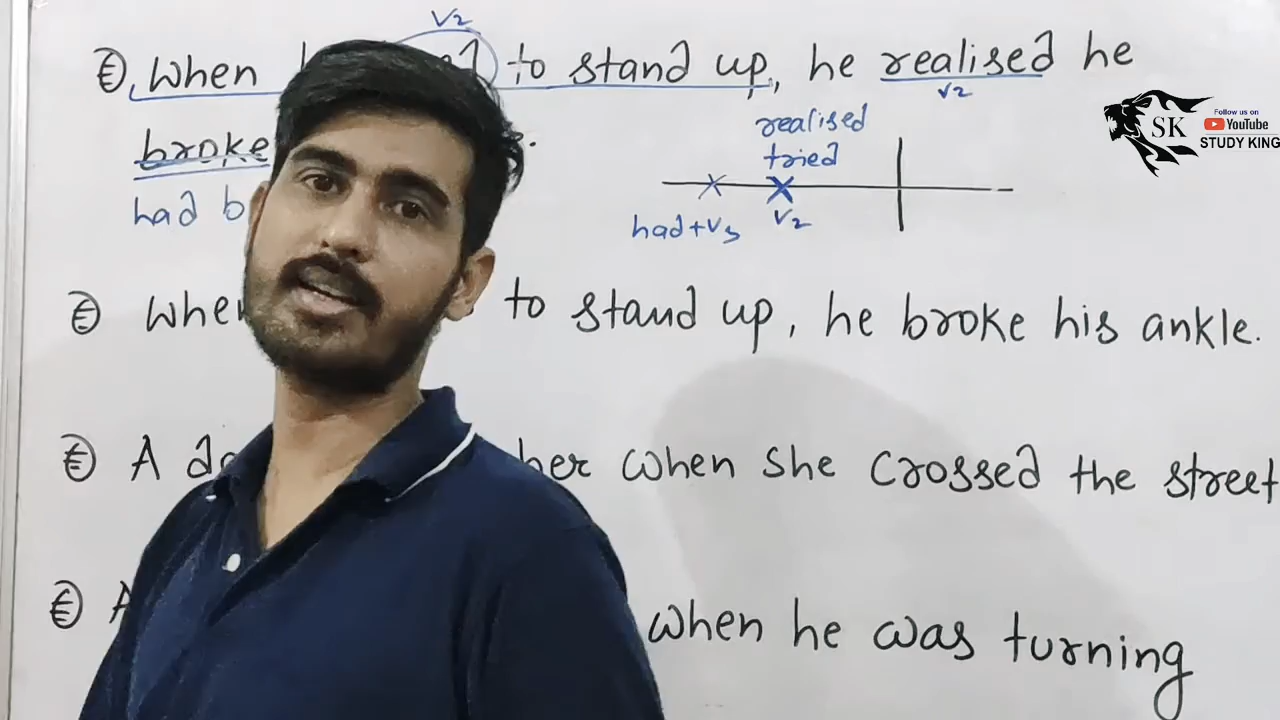 V2
When to stand up, he realised he
V2
broke .
had b
realised
tried
had+V3
V2
Follow us on
YouTube
SK
STUDY KING
to stand up, he broke his ankle.
A her when she crossed the street
A when he was turning